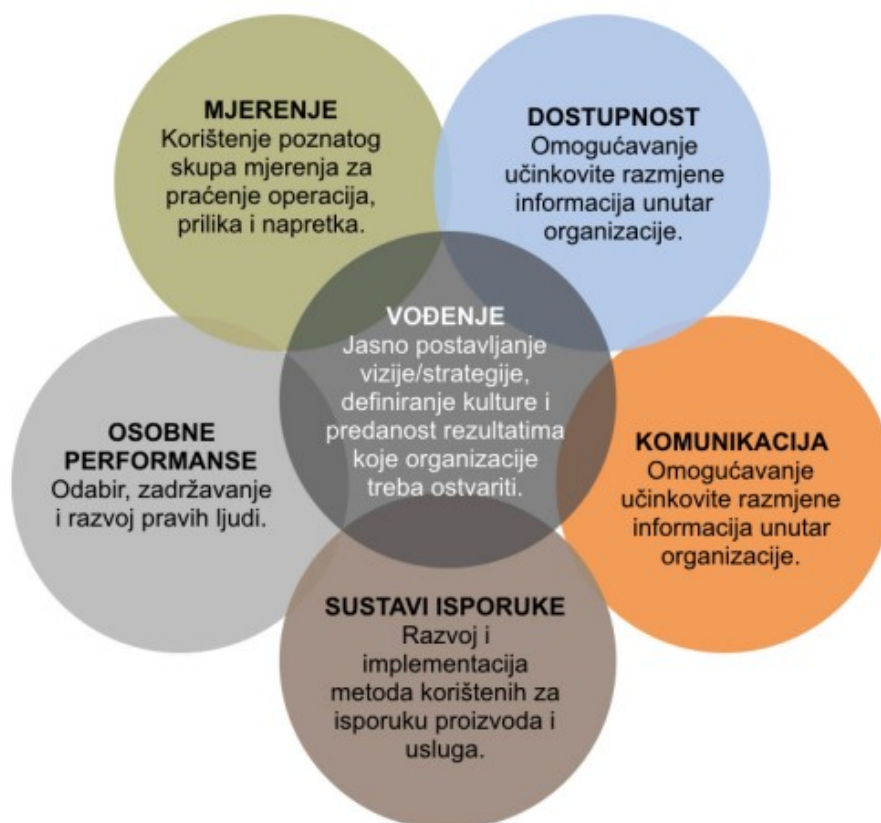 MJERENJE
Korištenje poznatog
skupa mjerenja za
praćenje operacija,
prilika i napretka.
DOSTUPNOST
Omogućavanje
učinkovite razmjene
informacija unutar
organizacije.
VOĐENJE
Jasno postavljanje
vizije/strategije,
definiranje kulture i
predanost rezultatima
koje organizacije
treba ostvariti.
OSOBNE
PERFORMANSE
Odabir, zadržavanje
i razvoj pravih ljudi.
KOMUNIKACIJA
Omogućavanje
učinkovite razmjene
informacija unutar
organizacije.
SUSTAVI ISPORUKE
Razvoj i
implementacija
metoda korištenih za
isporuku proizvoda i
usluga.